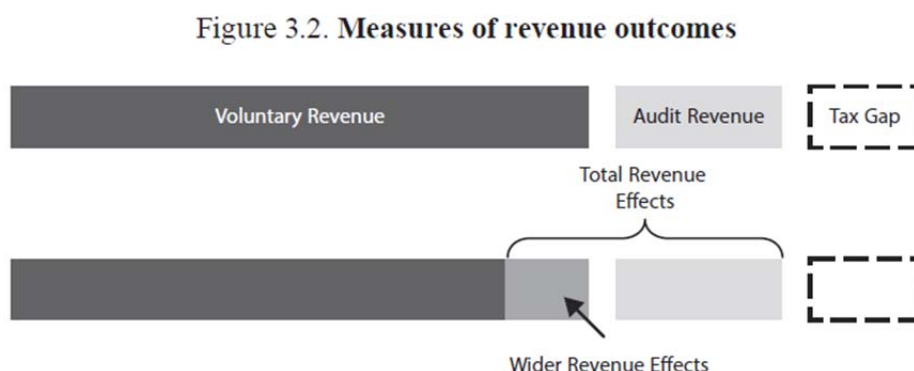 Figure 3.2. Measures of revenue outcomes
Voluntary Revenue
Audit Revenue
Tax Gap
Total Revenue
Effects
Wider Revenue Effects